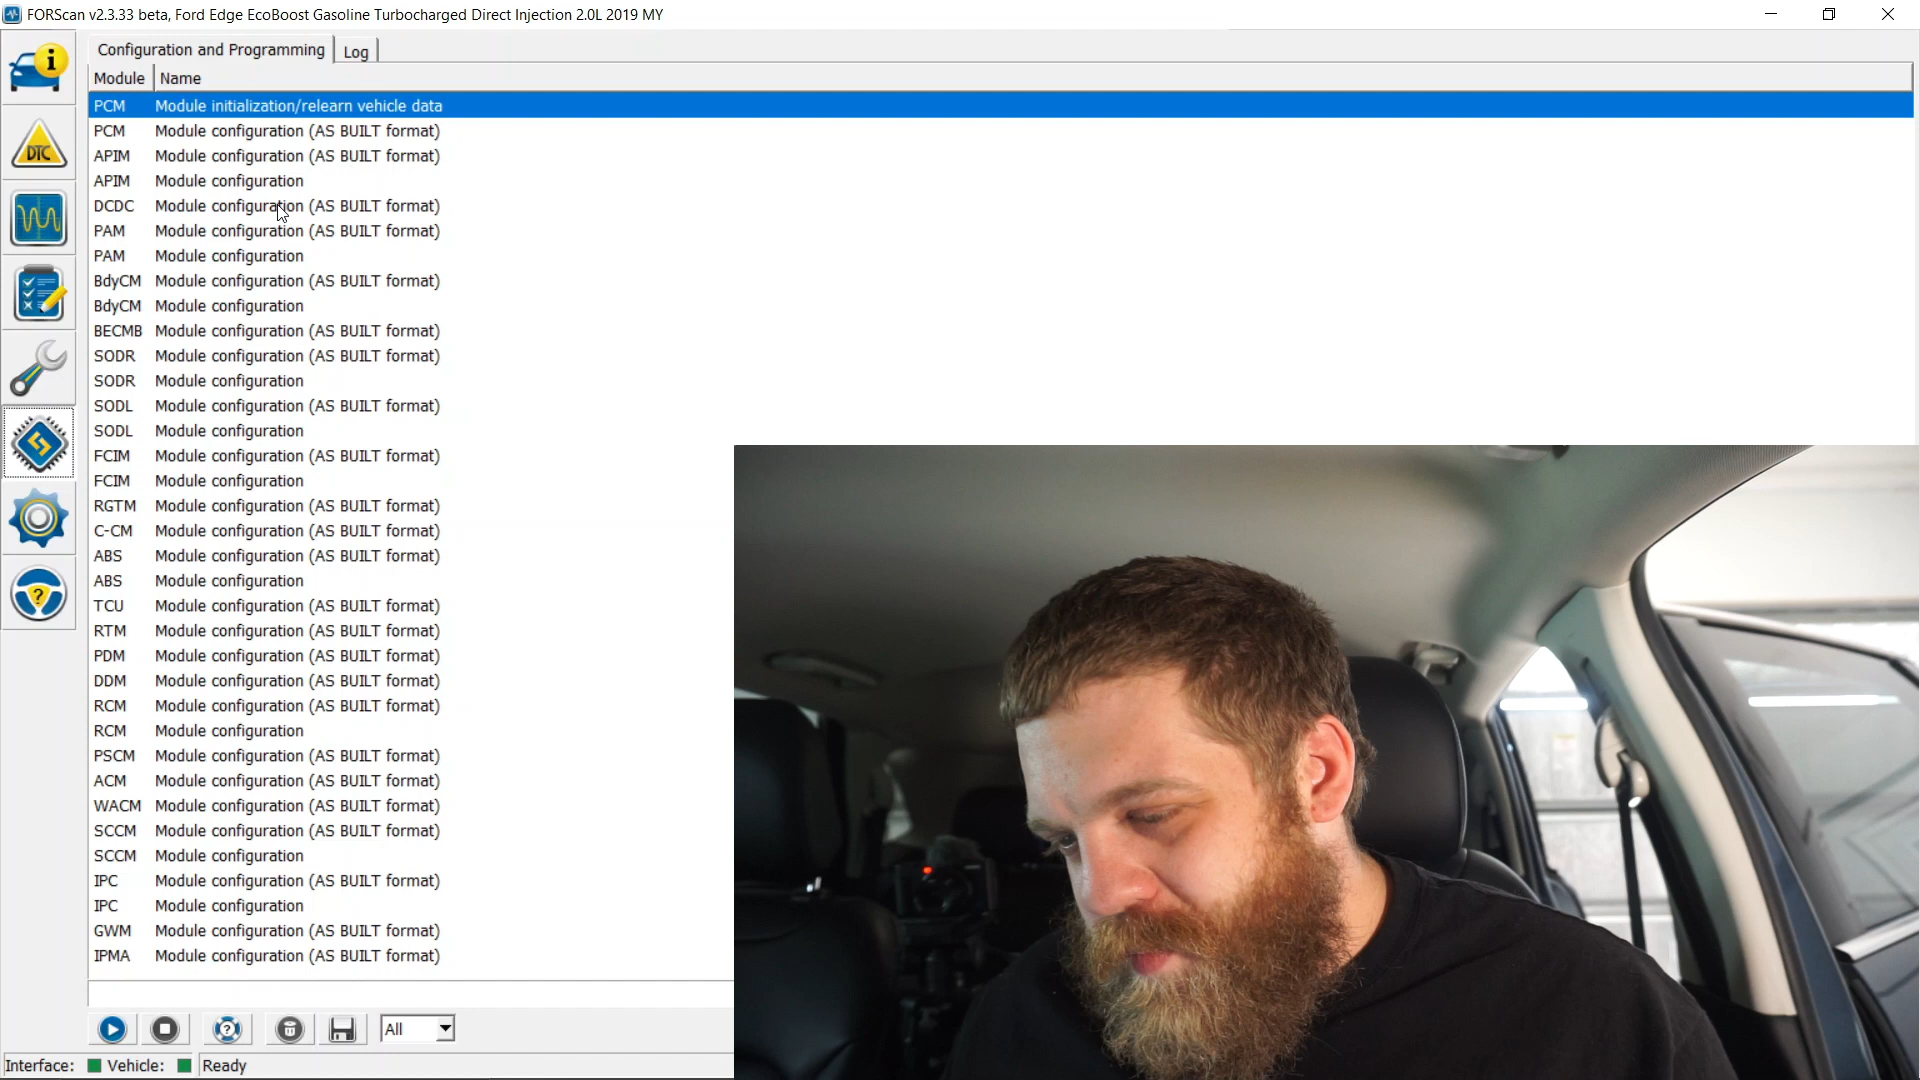 FORScan v2.3.33 beta, Ford Edge EcoBoost Gasoline Turbocharged Direct Injection 2.0L 2019 MY
Configuration and Programming Log
Module Name
PCM Module initialization/relearn vehicle data
PCM Module configuration (AS BUILT format)
APIM Module configuration (AS BUILT format)
APIM Module configuration
DCDC Module configuration (AS BUILT format)
PAM Module configuration (AS BUILT format)
PAM Module configuration
BdyCM Module configuration (AS BUILT format)
BdyCM Module configuration
BECMB Module configuration (AS BUILT format)
SODR Module configuration (AS BUILT format)
SODR Module configuration
SODL Module configuration (AS BUILT format)
SODL Module configuration
FCIM Module configuration (AS BUILT format)
FCIM Module configuration
RGTM Module configuration (AS BUILT format)
C-CM Module configuration (AS BUILT format)
ABS Module configuration (AS BUILT format)
ABS Module configuration
TCU Module configuration (AS BUILT format)
RTM Module configuration (AS BUILT format)
PDM Module configuration (AS BUILT format)
DDM Module configuration (AS BUILT format)
RCM Module configuration (AS BUILT format)
RCM Module configuration
PSCM Module configuration (AS BUILT format)
ACM Module configuration (AS BUILT format)
WACM Module configuration (AS BUILT format)
SCCM Module configuration (AS BUILT format)
SCCM Module configuration
IPC Module configuration (AS BUILT format)
IPC Module configuration
GWM Module configuration (AS BUILT format)
IPMA Module configuration (AS BUILT format)
All
Interface: Vehicle: Ready
i
DTC
?
?